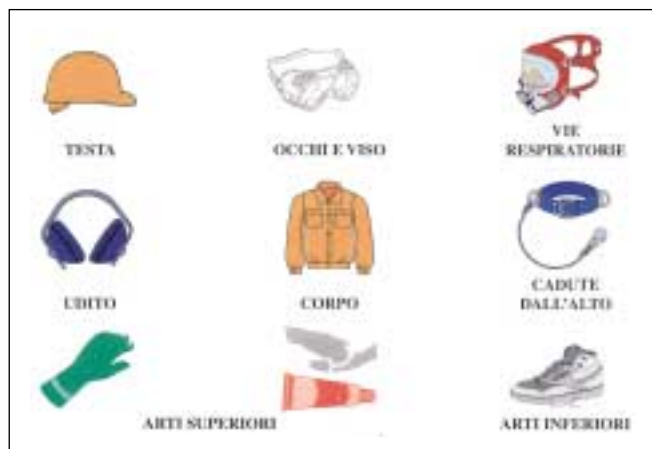 TESTA
OCCHI E VISO
VIE
RESPIRATORIE
UDITO
CORPO
CADUTE
DALL'ALTO
ARTI SUPERIORI
ARTI INFERIORI